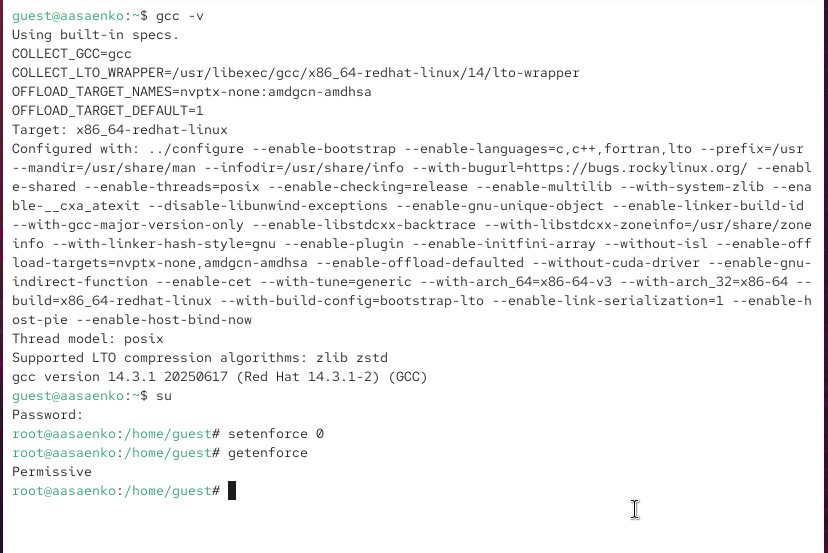 guest@aasaenko:~$ gcc -v
Using built-in specs.
COLLECT_GCC=gcc
COLLECT_LTO_WRAPPER=/usr/libexec/gcc/x86_64-redhat-linux/14/lto-wrapper
OFFLOAD_TARGET_NAMES=nvptx-none:amdgcn-amdhsa
OFFLOAD_TARGET_DEFAULT=1
Target: x86_64-redhat-linux
Configured with: ../configure --enable-bootstrap --enable-languages=c,c++,fortran,lto --prefix=/usr
--mandir=/usr/share/man --infodir=/usr/share/info --with-bugurl=https://bugs.rockylinux.org/ --enabl
e-shared --enable-threads=posix --enable-checking=release --enable-multilib --with-system-zlib --ena
ble-__cxa_atexit --disable-libunwind-exceptions --enable-gnu-unique-object --enable-linker-build-id
--with-gcc-major-version-only --enable-libstdcxx-backtrace --with-libstdcxx-zoneinfo=/usr/share/zone
info --with-linker-hash-style=gnu --enable-plugin --enable-initfini-array --without-isl --enable-off
load-targets=nvptx-none,amdgcn-amdhsa --enable-offload-defaulted --without-cuda-driver --enable-gnu-
indirect-function --enable-cet --with-tune=generic --with-arch_64=x86-64-v3 --with-arch_32=x86-64 --
build=x86_64-redhat-linux --with-build-config=bootstrap-lto --enable-link-serialization=1 --enable-h
ost-pie --enable-host-bind-now
Thread model: posix
Supported LTO compression algorithms: zlib zstd
gcc version 14.3.1 20250617 (Red Hat 14.3.1-2) (GCC)
guest@aasaenko:~$ su
Password:
root@aasaenko:/home/guest# setenforce 0
root@aasaenko:/home/guest# getenforce
Permissive
root@aasaenko:/home/guest#